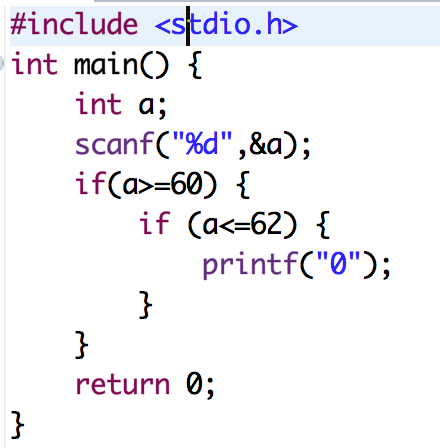 #include <stdio.h>
int main() {
    int a;
    scanf("%d",&a);
    if(a>=60) {
        if (a<=62) {
            printf("0");
        }
    }
    return 0;
}